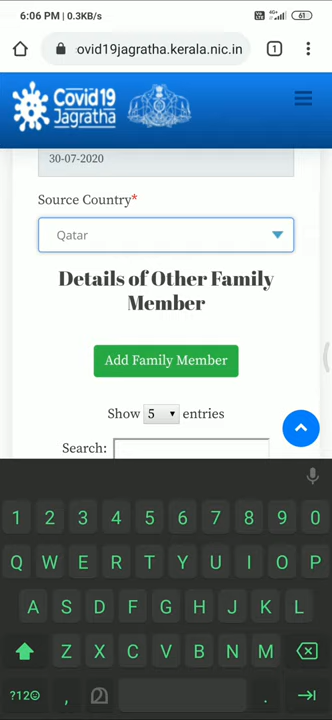 6:06 PM | 0.3KB/s
4G+
61
ovid19jagratha.kerala.nic.in
1
Covid19
Jagratha
30-07-2020
Source Country*
Qatar
Details of Other Family
Member
Add Family Member
Show 5 entries
Search:
1 2 3 4 5 6 7 8 9 0
Q W E R T Y U I O P
A S D F G H J K L
Z X C V B N M
?12☺ , .